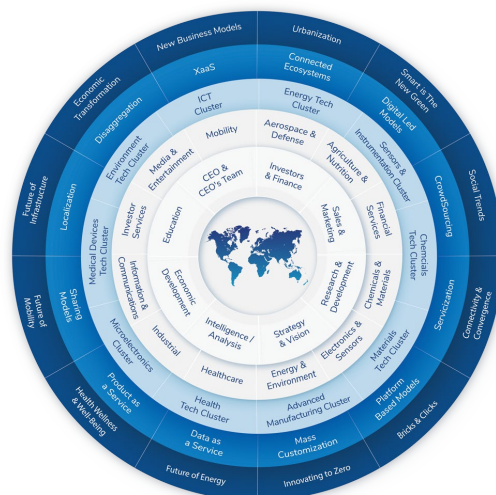 New Business Models
Urbanization
Smart is The
New Green
Social Trends
Connectivity &
Convergence
Bricks & Clicks
Innovating to Zero
Future of Energy
Health Wellness
& Well Being
Future of
Mobility
Future of
Infrastructure
Economic
Transformation
XaaS
Connected
Ecosystems
Digital Led
Models
CrowdSourcing
Servicization
Platform
Based Models
Mass
Customization
Data as
a Service
Product as
a Service
Sharing
Models
Localization
Disaggregation
ICT
Cluster
Energy Tech
Cluster
Sensors &
Instrumentation Cluster
Chemcials
Tech Cluster
Materials
Tech Cluster
Advanced
Manufacturing Cluster
Health
Tech Cluster
Microelectronics
Cluster
Medical Devices
Tech Cluster
Environment
Tech Cluster
Mobility
Aerospace &
Defense
Agriculture &
Nutrition
Financial
Services
Chemicals &
Materials
Electronics &
Sensors
Energy &
Environment
Healthcare
Industrial
Information &
Communications
Investor
Services
Media &
Entertainment
CEO &
CEO's Team
Investors
& Finance
Sales &
Marketing
Research &
Development
Strategy
& Vision
Intelligence /
Analysis
Economic
Development
Education